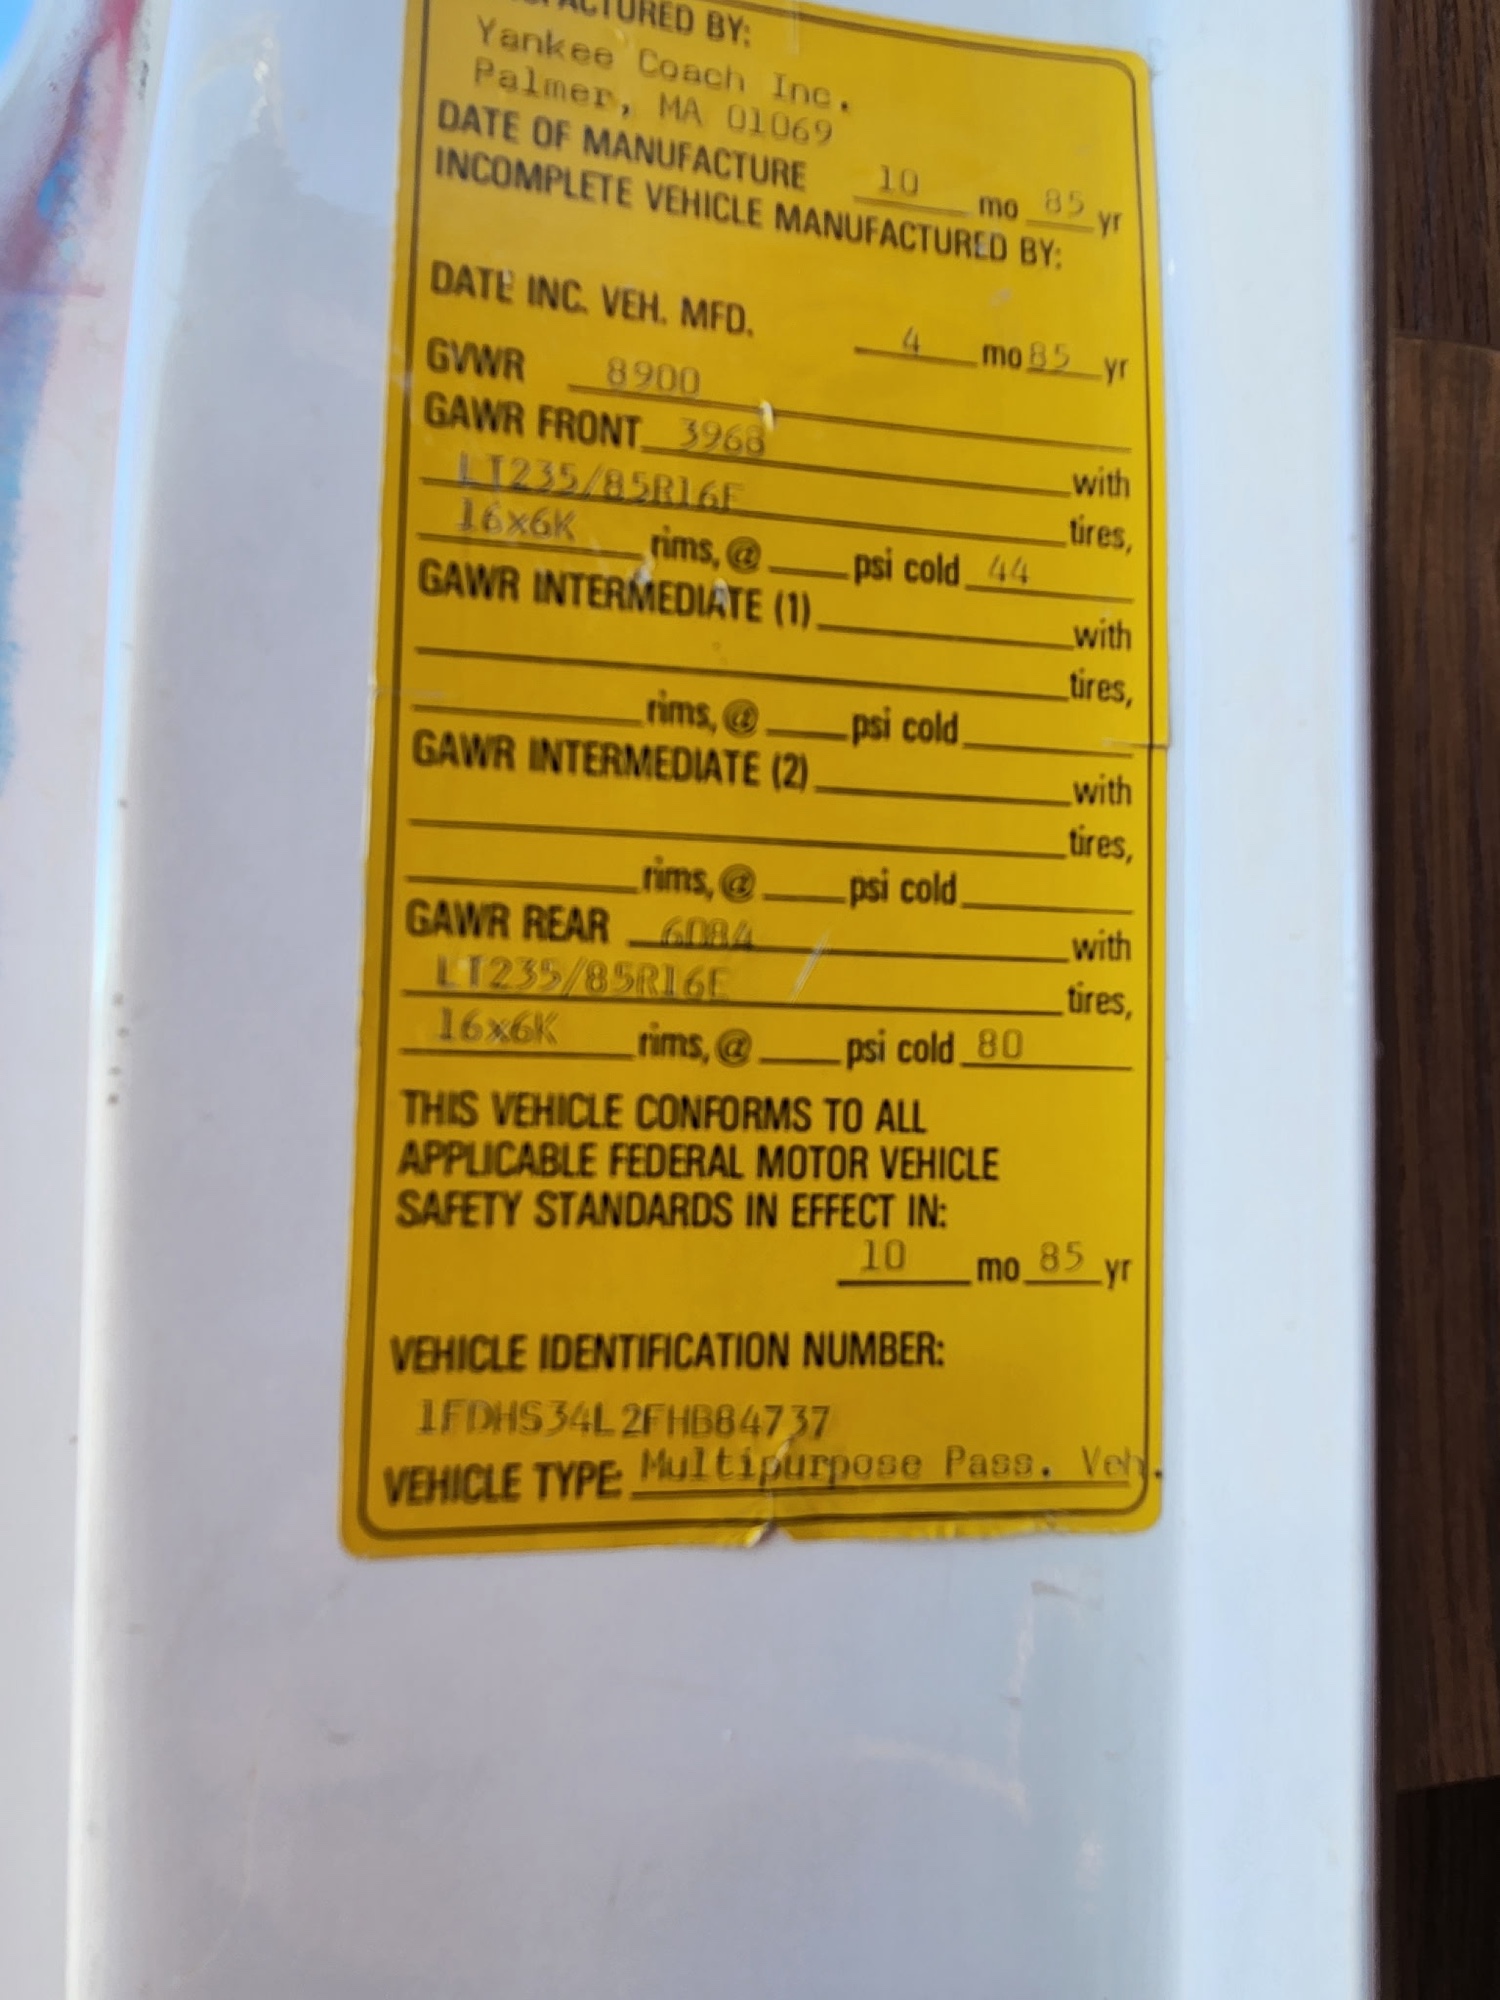 MANUFACTURED BY:
Yankee Coach Inc.
Palmer, MA 01069
DATE OF MANUFACTURE 10 mo 85 yr
INCOMPLETE VEHICLE MANUFACTURED BY:
DATE INC. VEH. MFD. 4 mo 85 yr
GVWR 8900
GAWR FRONT 3968 with
LT235/85R16E tires,
16x6K rims, @ psi cold 44
GAWR INTERMEDIATE (1) with
tires,
rims, @ psi cold
GAWR INTERMEDIATE (2) with
tires,
rims, @ psi cold
GAWR REAR 6084 with
LT235/85R16E tires,
16x6K rims, @ psi cold 80
THIS VEHICLE CONFORMS TO ALL
APPLICABLE FEDERAL MOTOR VEHICLE
SAFETY STANDARDS IN EFFECT IN:
10 mo 85 yr
VEHICLE IDENTIFICATION NUMBER:
1FDHS34L2FHB84737
VEHICLE TYPE: Multipurpose Pass. Veh.